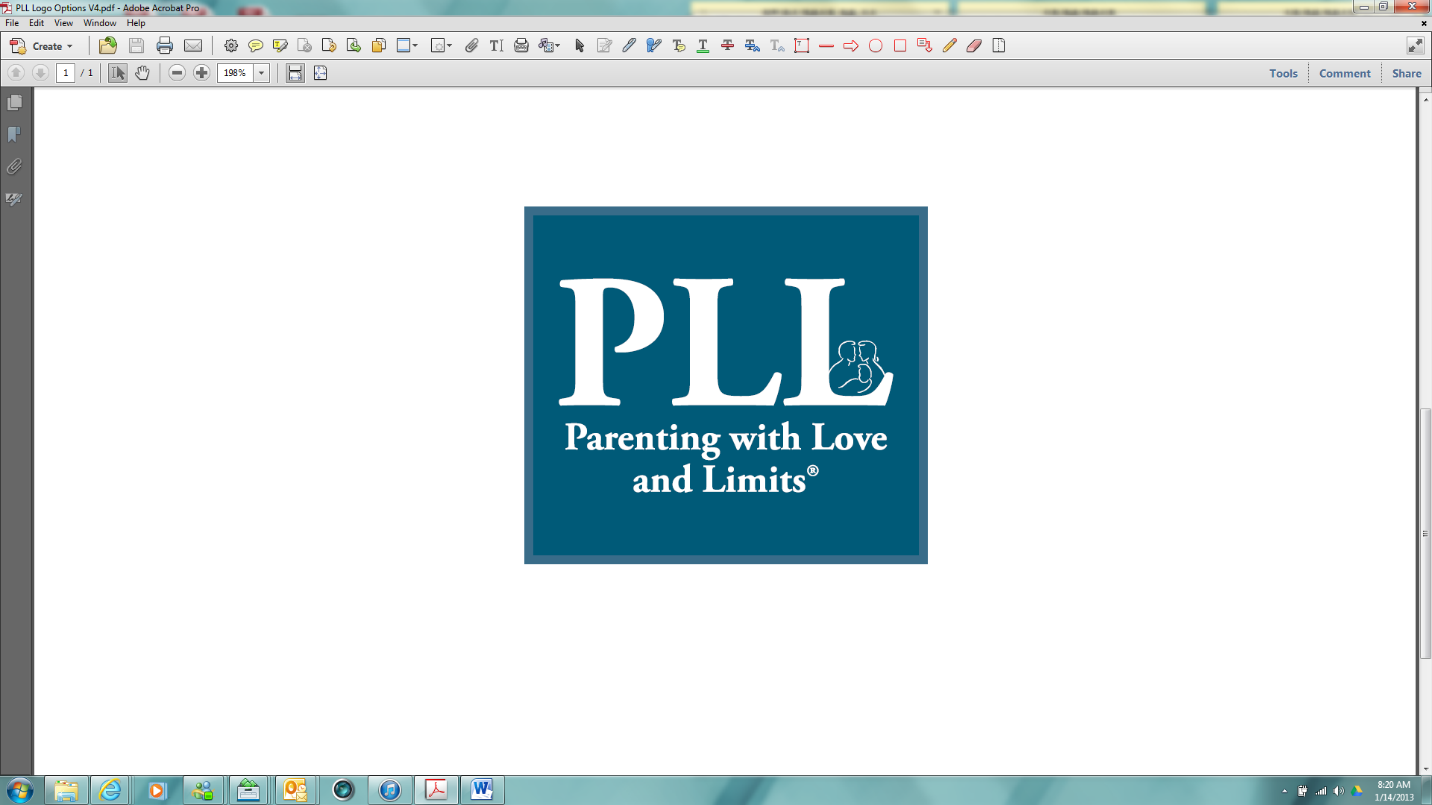 PLL Logo Options V4.pdf - Adobe Acrobat Pro
File Edit View Window Help
Create
1 / 1 198% Tools Comment Share
PLL
Parenting with Love
and Limits®
8:20 AM
1/14/2013